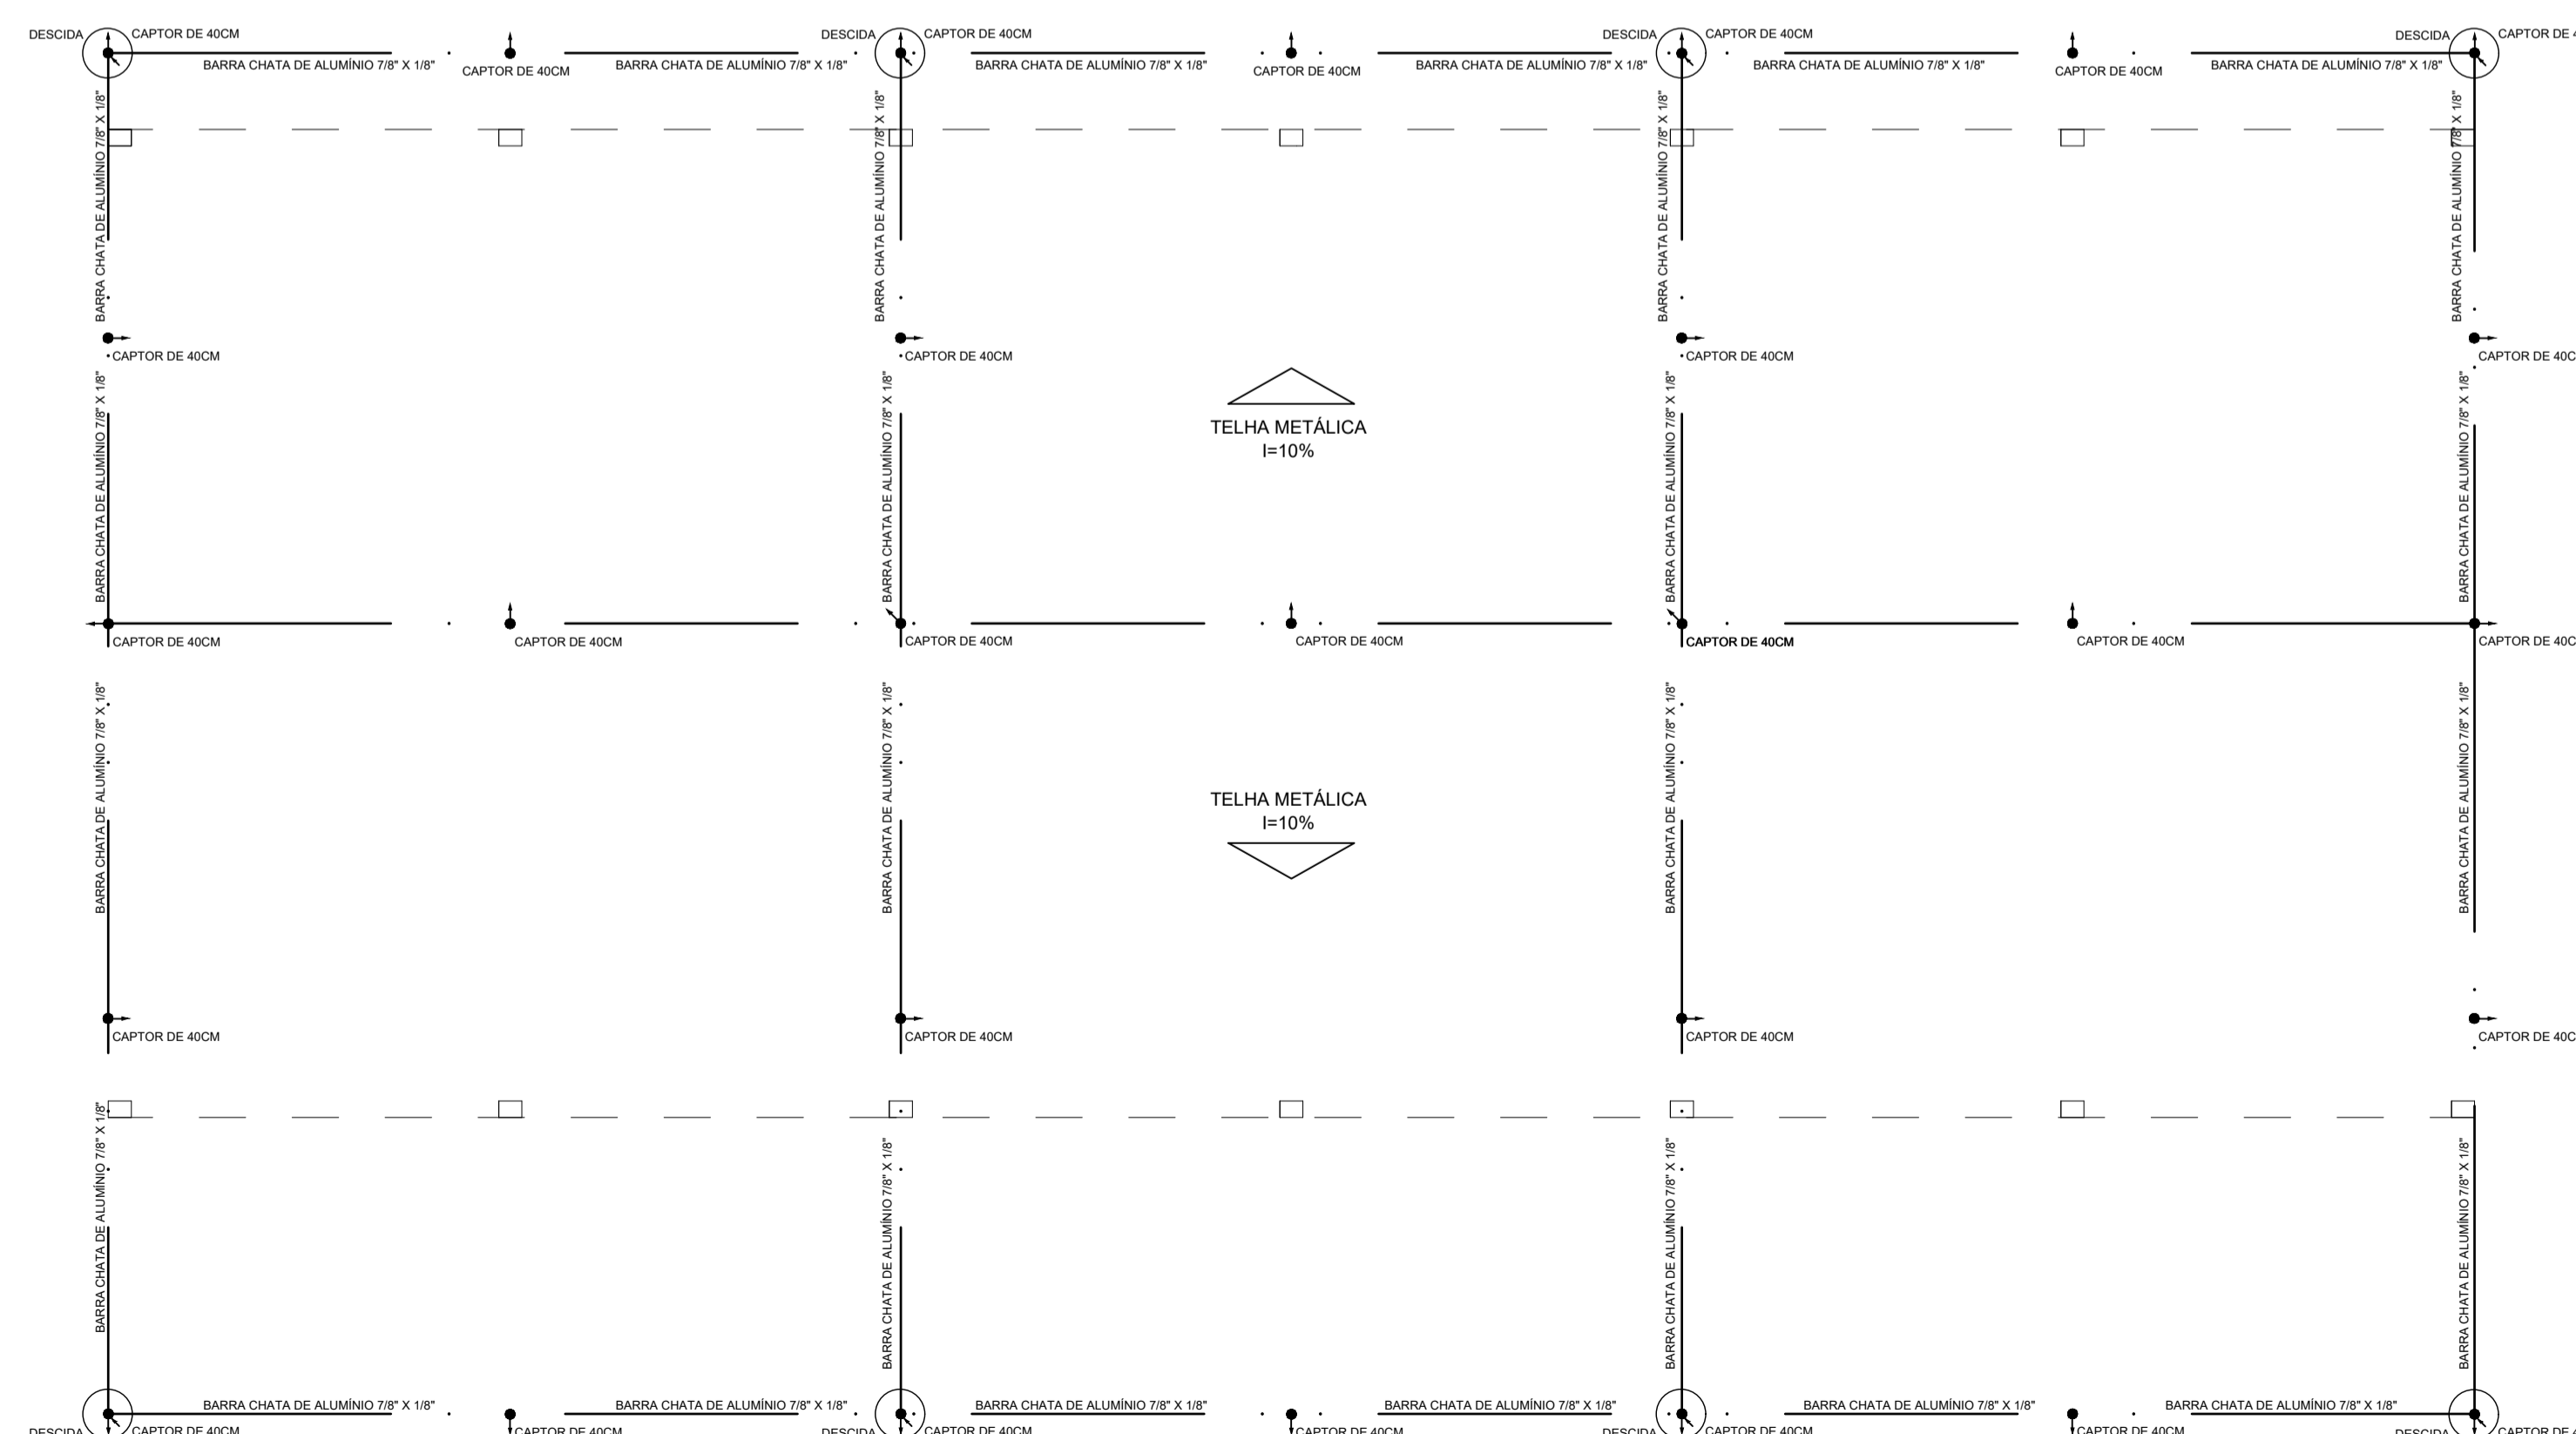 DESCIDA CAPTOR DE 40CM DESCIDA CAPTOR DE 40CM DESCIDA CAPTOR DE 40CM DESCIDA CAPTOR DE
BARRA CHATA DE ALUMÍNIO 7/8" X 1/8" CAPTOR DE 40CM BARRA CHATA DE ALUMÍNIO 7/8" X 1/8" BARRA CHATA DE ALUMÍNIO 7/8" X 1/8" CAPTOR DE 40CM BARRA CHATA DE ALUMÍNIO 7/8" X 1/8" BARRA CHATA DE ALUMÍNIO 7/8" X 1/8" CAPTOR DE 40CM BARRA CHATA DE ALUMÍNIO 7/8" X 1/8"
BARRA CHATA DE ALUMÍNIO 7/8" X 1/8"
BARRA CHATA DE ALUMÍNIO 7/8" X 1/8"
BARRA CHATA DE ALUMÍNIO 7/8" X 1/8"
BARRA CHATA DE ALUMÍNIO 7/8" X 1/8"
CAPTOR DE 40CM CAPTOR DE 40CM CAPTOR DE 40CM CAPTOR DE 40C
BARRA CHATA DE ALUMÍNIO 7/8" X 1/8"
BARRA CHATA DE ALUMÍNIO 7/8" X 1/8"
TELHA METÁLICA
I=10%
BARRA CHATA DE ALUMÍNIO 7/8" X 1/8"
BARRA CHATA DE ALUMÍNIO 7/8" X 1/8"
CAPTOR DE 40CM CAPTOR DE 40CM CAPTOR DE 40CM CAPTOR DE 40CM CAPTOR DE 40CM CAPTOR DE 40CM CAPTOR DE 40C
BARRA CHATA DE ALUMÍNIO 7/8" X 1/8"
BARRA CHATA DE ALUMÍNIO 7/8" X 1/8"
TELHA METÁLICA
I=10%
BARRA CHATA DE ALUMÍNIO 7/8" X 1/8"
BARRA CHATA DE ALUMÍNIO 7/8" X 1/8"
CAPTOR DE 40CM CAPTOR DE 40CM CAPTOR DE 40CM CAPTOR DE 40C
BARRA CHATA DE ALUMÍNIO 7/8" X 1/8"
BARRA CHATA DE ALUMÍNIO 7/8" X 1/8"
BARRA CHATA DE ALUMÍNIO 7/8" X 1/8"
BARRA CHATA DE ALUMÍNIO 7/8" X 1/8"
BARRA CHATA DE ALUMÍNIO 7/8" X 1/8" BARRA CHATA DE ALUMÍNIO 7/8" X 1/8" BARRA CHATA DE ALUMÍNIO 7/8" X 1/8" BARRA CHATA DE ALUMÍNIO 7/8" X 1/8" BARRA CHATA DE ALUMÍNIO 7/8" X 1/8" BARRA CHATA DE ALUMÍNIO 7/8" X 1/8"
DESCIDA CAPTOR DE 40CM CAPTOR DE 40CM DESCIDA CAPTOR DE 40CM CAPTOR DE 40CM DESCIDA CAPTOR DE 40CM CAPTOR DE 40CM DESCIDA CAPTOR DE